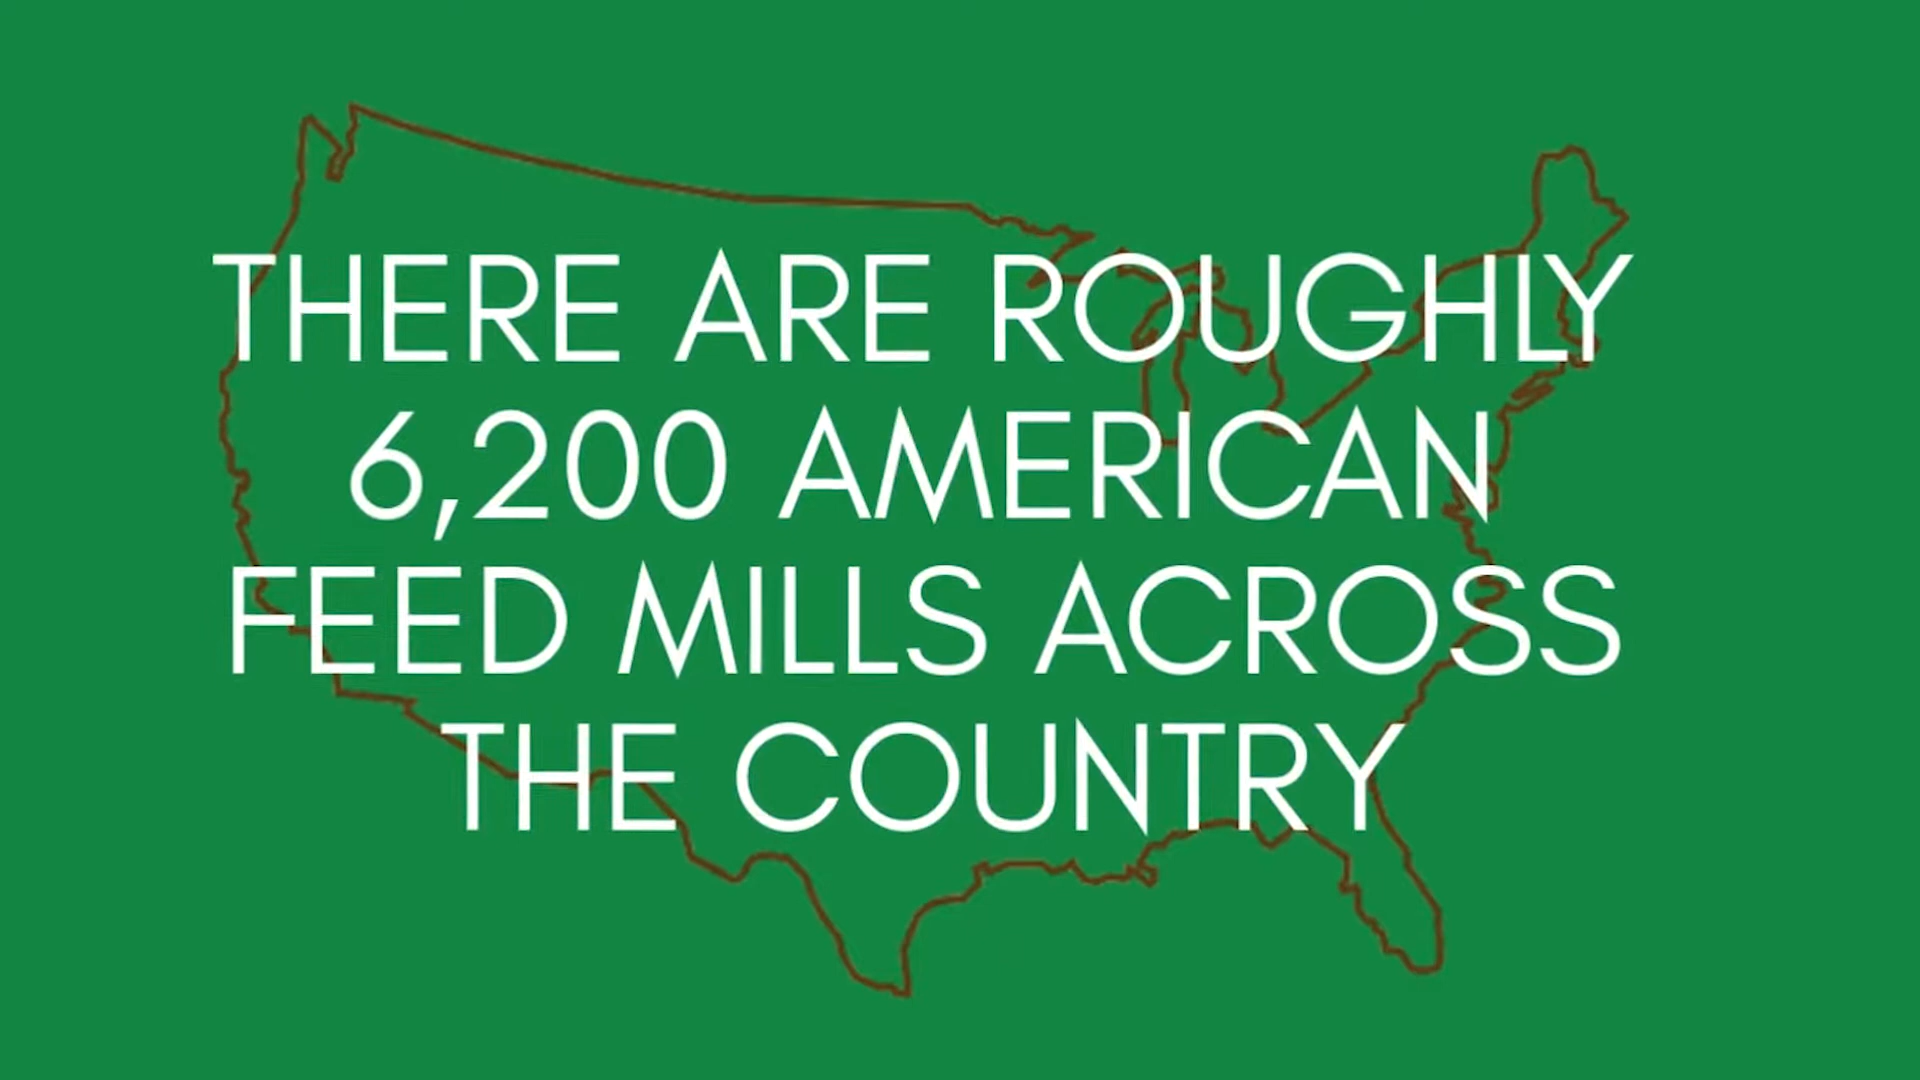 THERE ARE ROUGHLY
6,200 AMERICAN
FEED MILLS ACROSS
THE COUNTRY